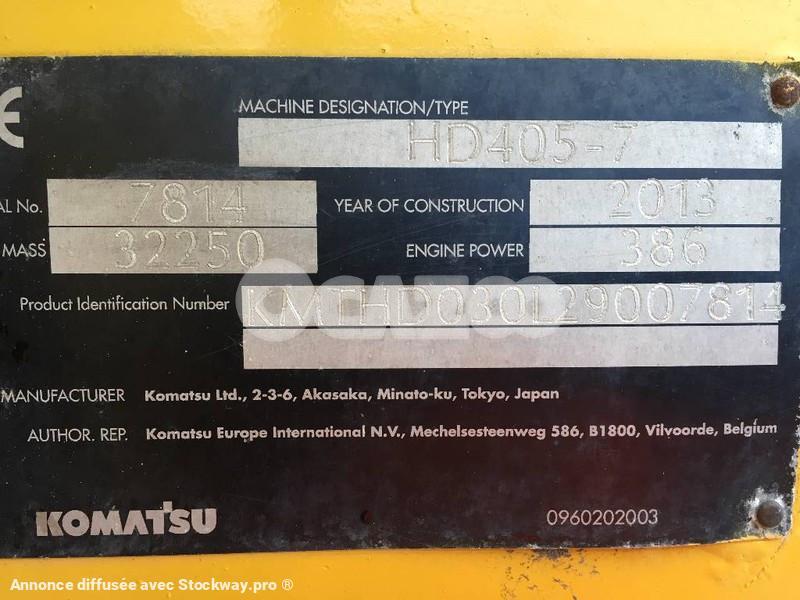 MACHINE DESIGNATION/TYPE
HD405-7
AL No. 7814 YEAR OF CONSTRUCTION 2013
MASS 32250 ENGINE POWER 386
Product Identification Number KMTHD030L29007814
MANUFACTURER Komatsu Ltd., 2-3-6, Akasaka, Minato-ku, Tokyo, Japan
AUTHOR. REP. Komatsu Europe International N.V., Mechelsesteenweg 586, B1800, Vilvoorde, Belgium
KOMATSU 0960202003
Annonce diffusée avec Stockway.pro ®